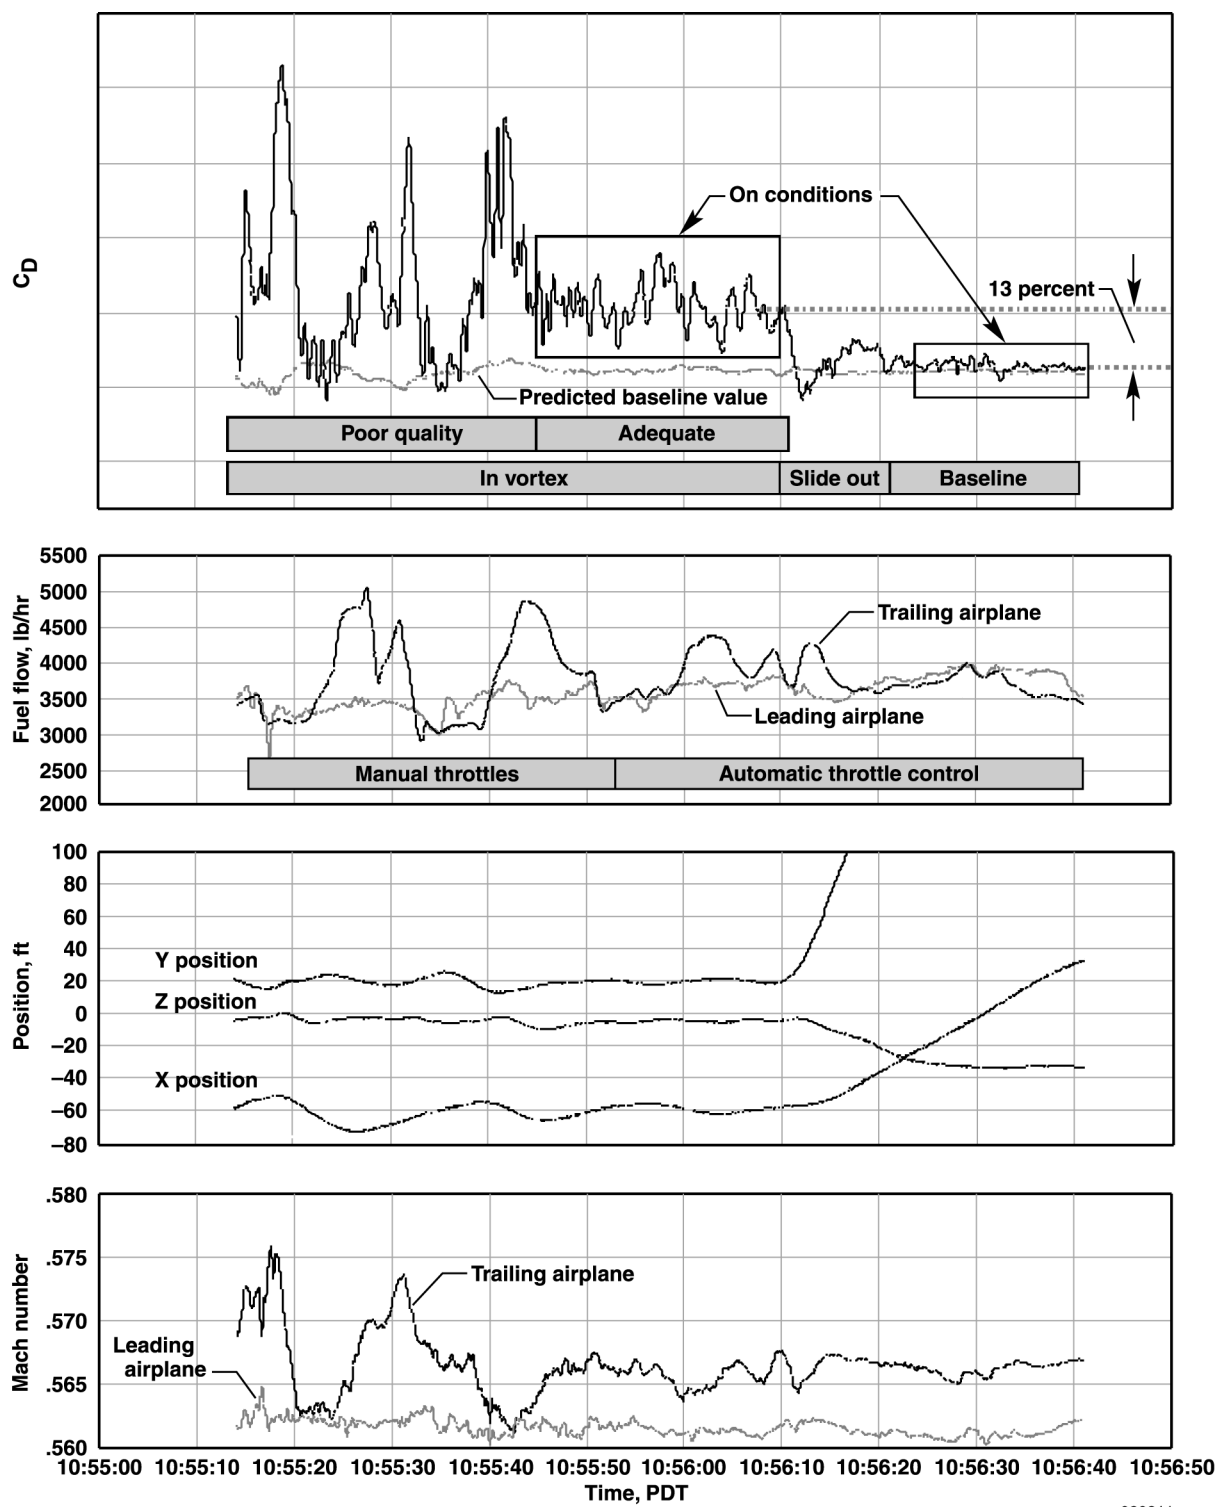 On conditions
13 percent
CD
Predicted baseline value
Poor quality
Adequate
In vortex
Slide out
Baseline
5500
5000
4500
4000
3500
3000
2500
2000
Fuel flow, lb/hr
Trailing airplane
Leading airplane
Manual throttles
Automatic throttle control
100
80
60
40
20
0
–20
–40
–60
–80
Position, ft
Y position
Z position
X position
.580
.575
.570
.565
.560
Mach number
Trailing airplane
Leading
airplane
10:55:00 10:55:10 10:55:20 10:55:30 10:55:40 10:55:50 10:56:00 10:56:10 10:56:20 10:56:30 10:56:40 10:56:50
Time, PDT